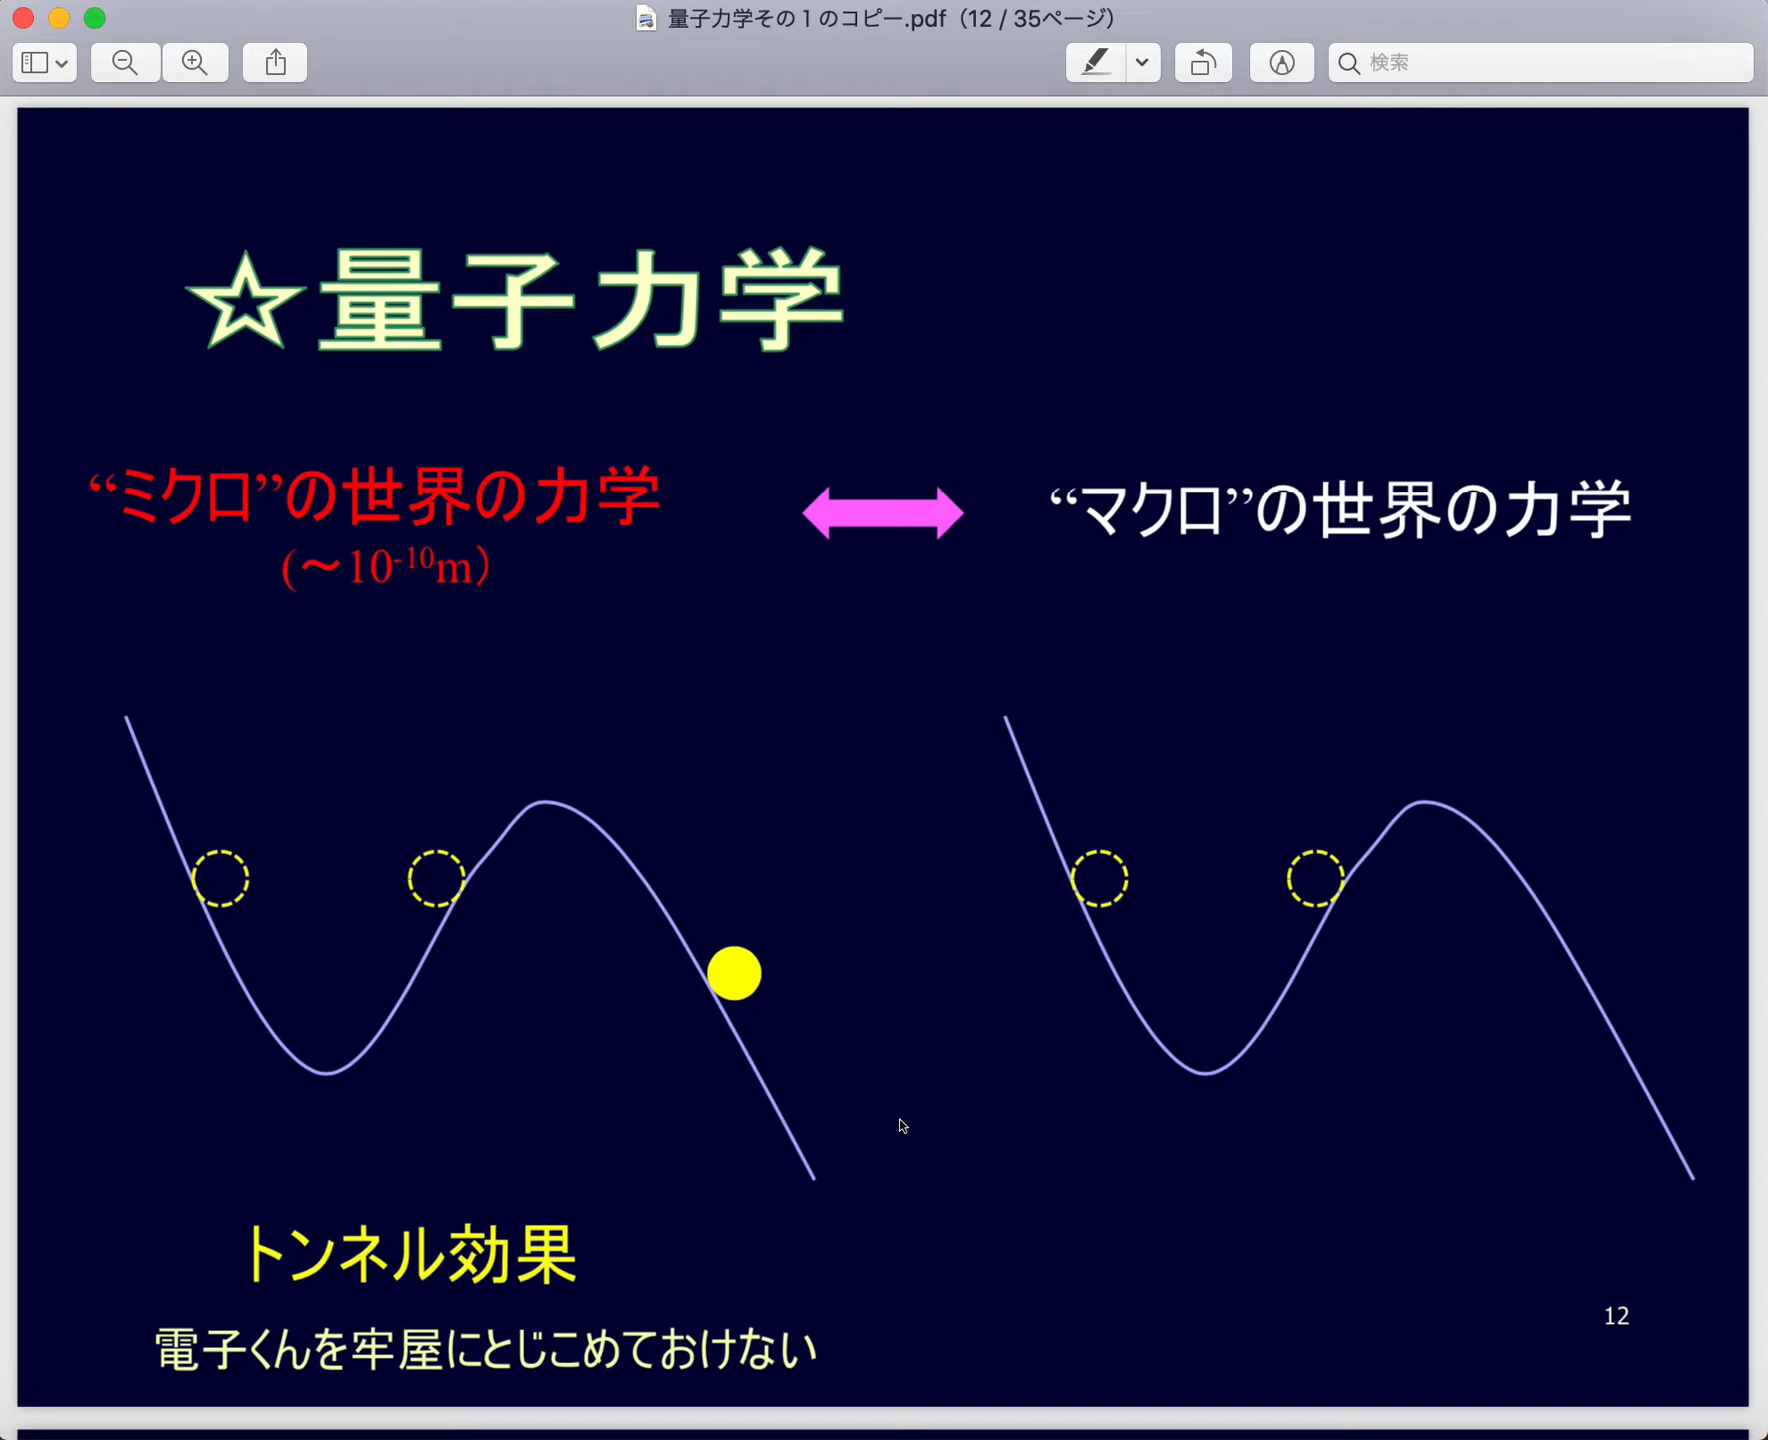 量子力学その１のコピー.pdf（12 / 35ページ）
検索
☆量子力学
“ミクロ”の世界の力学
(～10-10m）
“マクロ”の世界の力学
トンネル効果
電子くんを牢屋にとじこめておけない
12